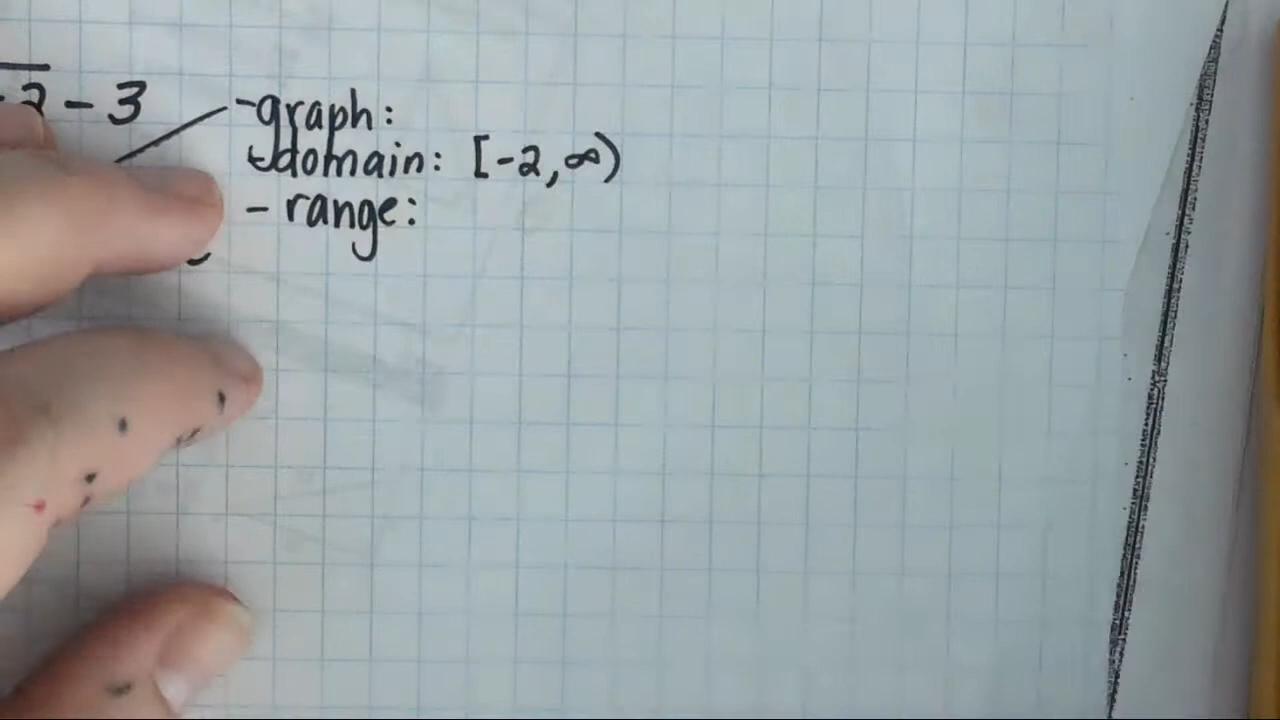 2 - 3
- graph:
- domain: [-2, ∞)
- range: